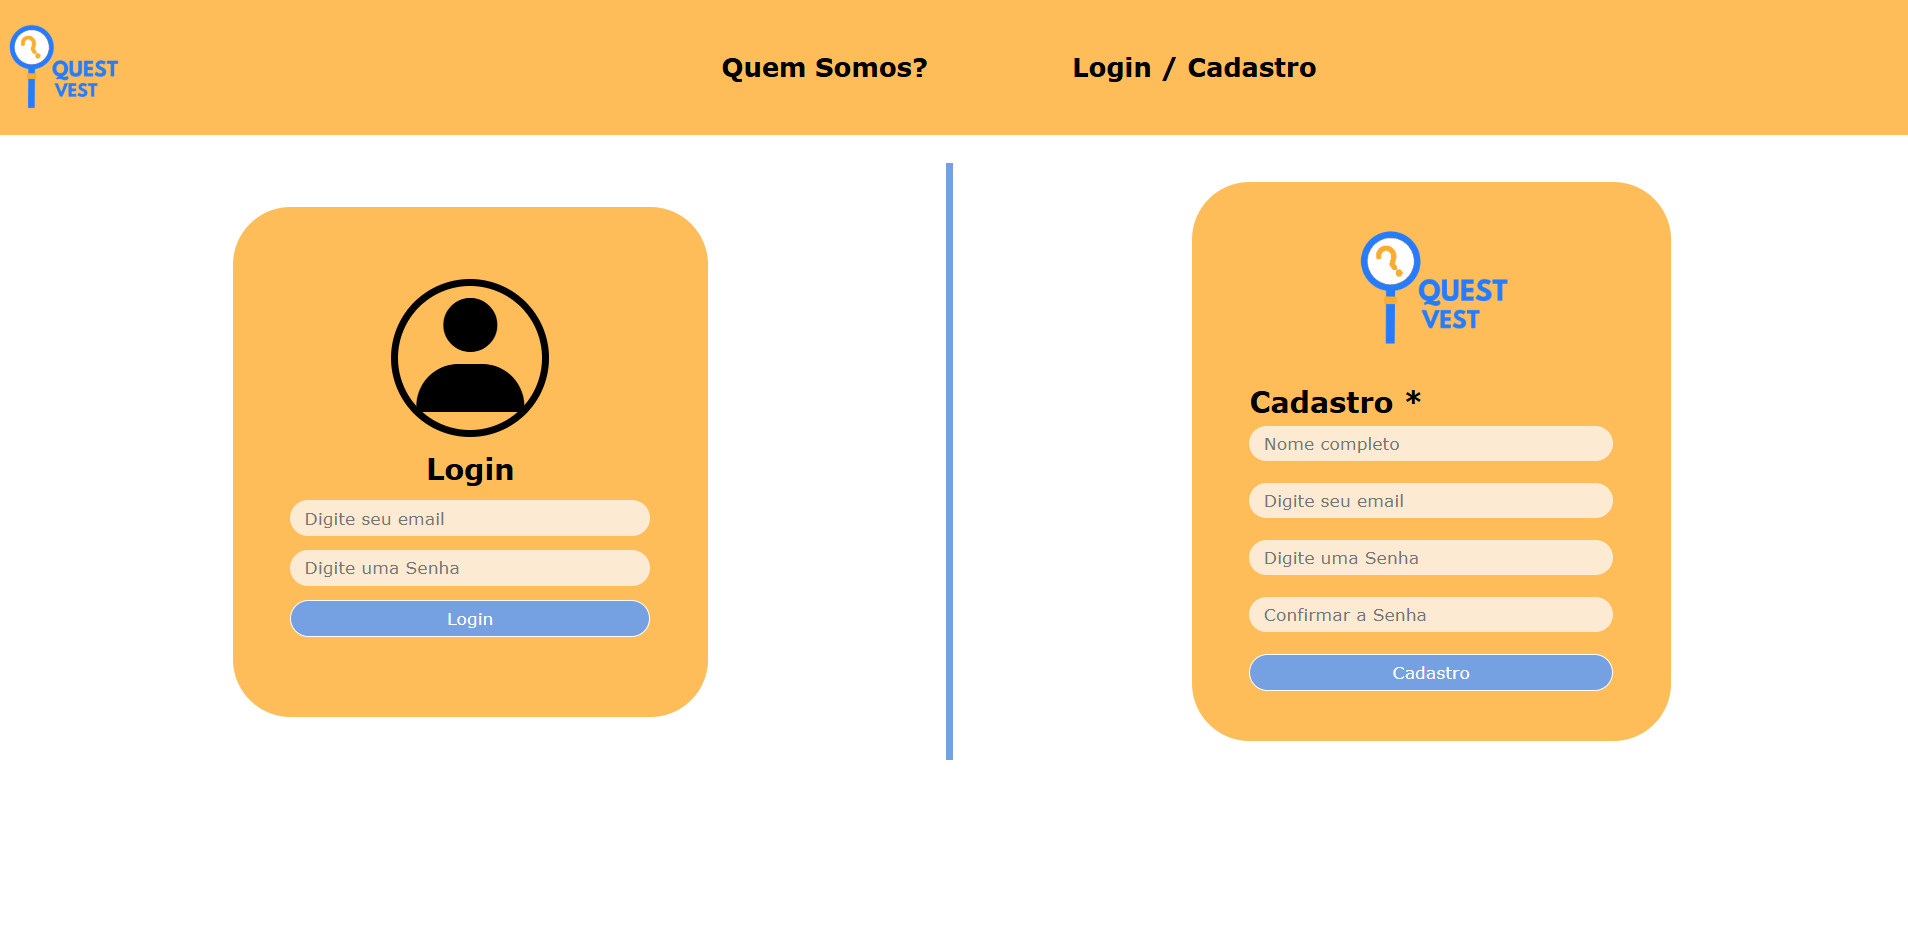 QUEST
VEST
Quem Somos?
Login / Cadastro
Login
Digite seu email
Digite uma Senha
Login
QUEST
VEST
Cadastro *
Nome completo
Digite seu email
Digite uma Senha
Confirmar a Senha
Cadastro